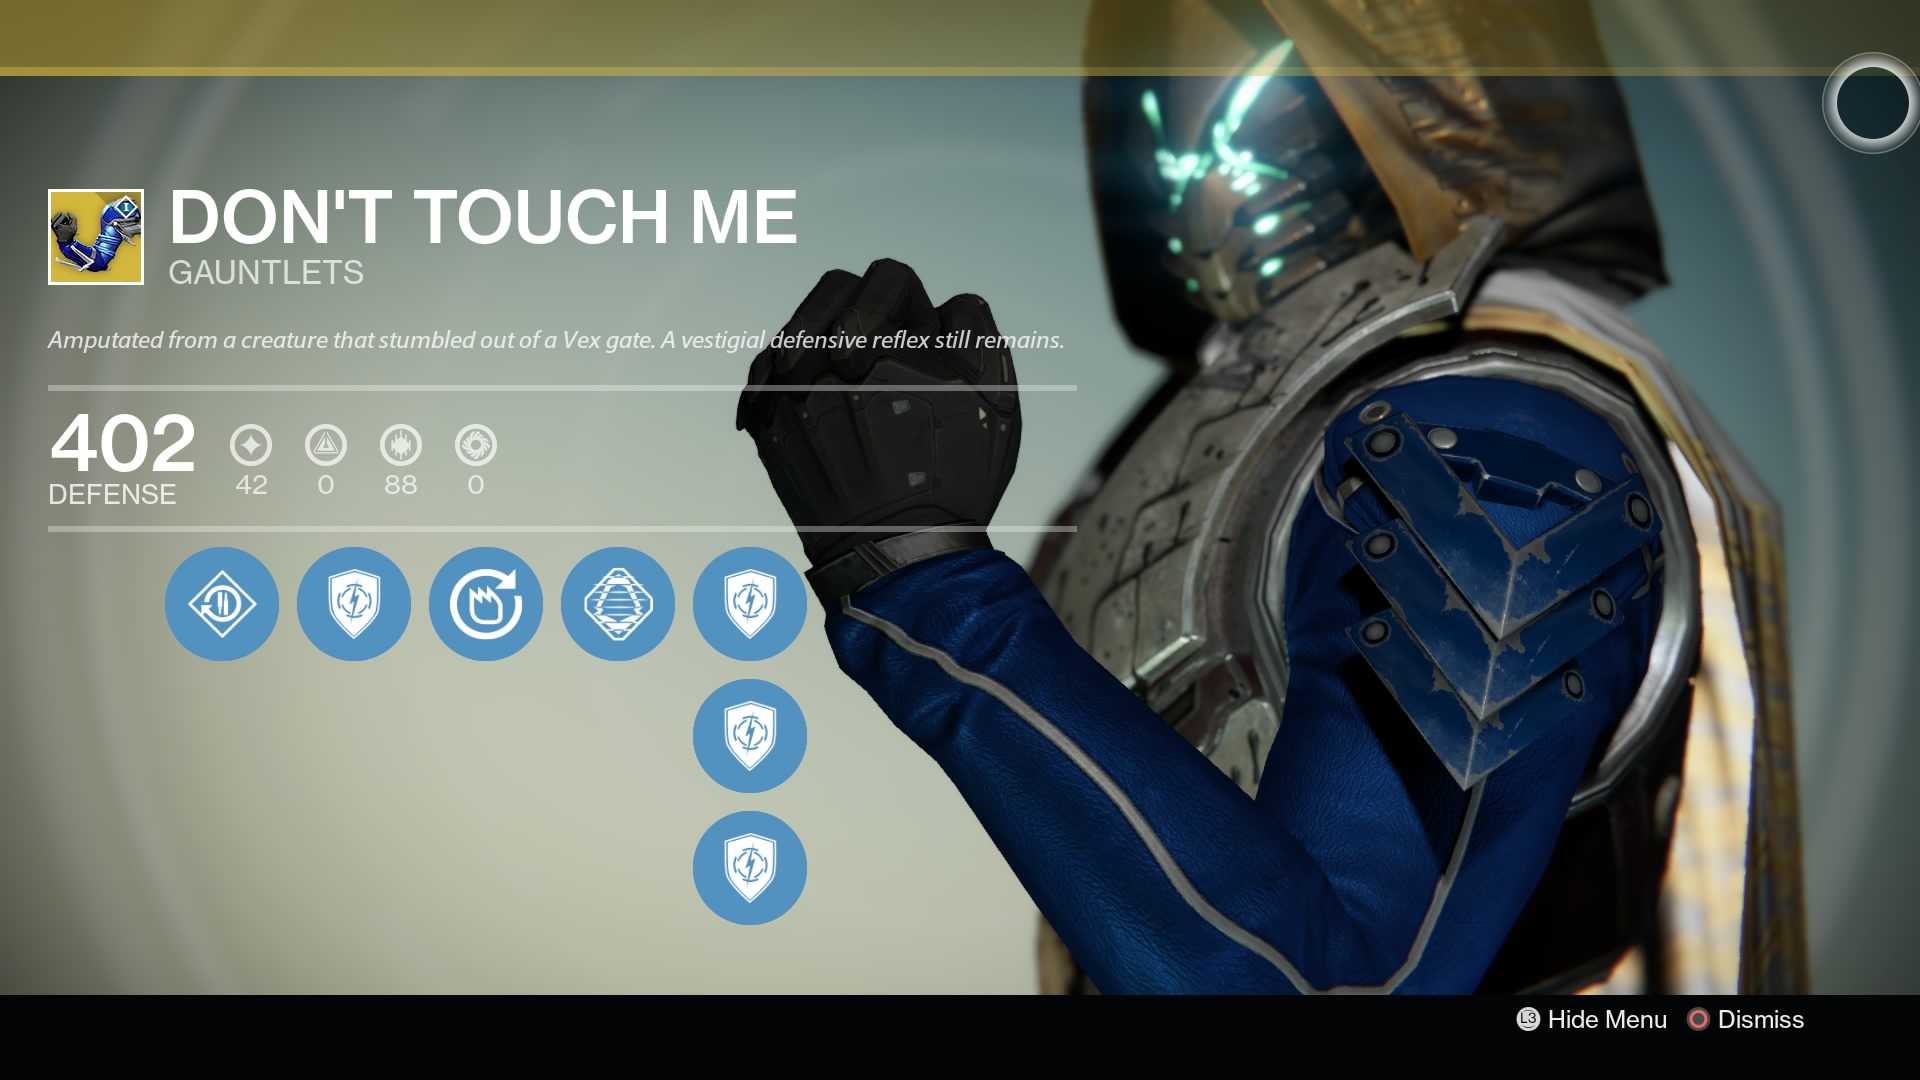 DON'T TOUCH ME
GAUNTLETS
Amputated from a creature that stumbled out of a Vex gate. A vestigial defensive reflex still remains.
402
DEFENSE
42 0 88 0
L3 Hide Menu Dismiss